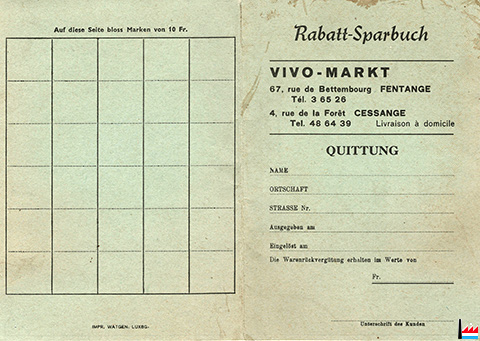 Auf diese Seite bloss Marken von 10 Fr.
IMPR. WATGEN. LUXBG.
Rabatt-Sparbuch
VIVO-MARKT
67, rue de Bettembourg FENTANGE
Tél. 3 65 26
4, rue de la Forêt CESSANGE
Tel. 48 64 39 Livraison à domicile
QUITTUNG
NAME
ORTSCHAFT
STRASSE Nr.
Ausgegeben am
Eingelöst am
Die Warenrückvergütung erhalten im Werte von
Fr.
Unterschrift des Kunden